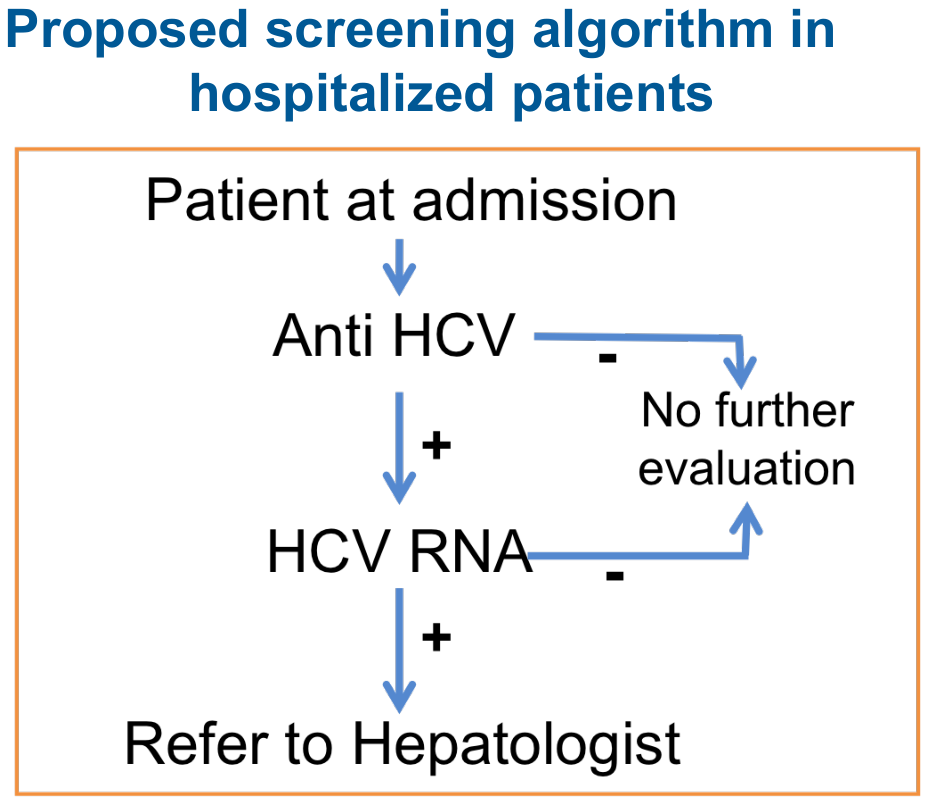 Proposed screening algorithm in
hospitalized patients
Patient at admission
Anti HCV
-
No further
evaluation
+
HCV RNA
-
+
Refer to Hepatologist